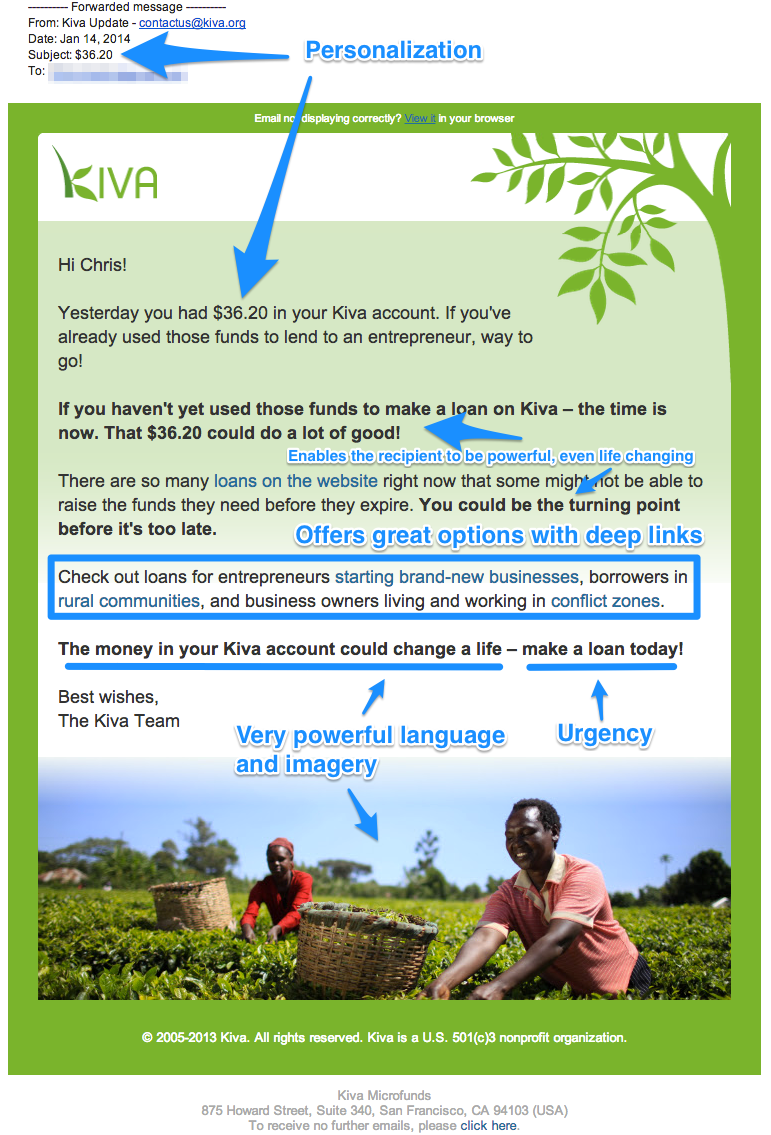 ---------- Forwarded message ----------
From: Kiva Update - contactus@kiva.org
Date: Jan 14, 2014
Subject: $36.20
To:
Personalization
Email not displaying correctly? View it in your browser
KIVA
Hi Chris!
Yesterday you had $36.20 in your Kiva account. If you've
already used those funds to lend to an entrepreneur, way to
go!
If you haven't yet used those funds to make a loan on Kiva – the time is
now. That $36.20 could do a lot of good!
Enables the recipient to be powerful, even life changing
There are so many loans on the website right now that some might not be able to
raise the funds they need before they expire. You could be the turning point
before it's too late.
Offers great options with deep links
Check out loans for entrepreneurs starting brand-new businesses, borrowers in
rural communities, and business owners living and working in conflict zones.
The money in your Kiva account could change a life – make a loan today!
Best wishes,
The Kiva Team
Very powerful language
and imagery
Urgency
© 2005-2013 Kiva. All rights reserved. Kiva is a U.S. 501(c)3 nonprofit organization.
Kiva Microfunds
875 Howard Street, Suite 340, San Francisco, CA 94103 (USA)
To receive no further emails, please click here.